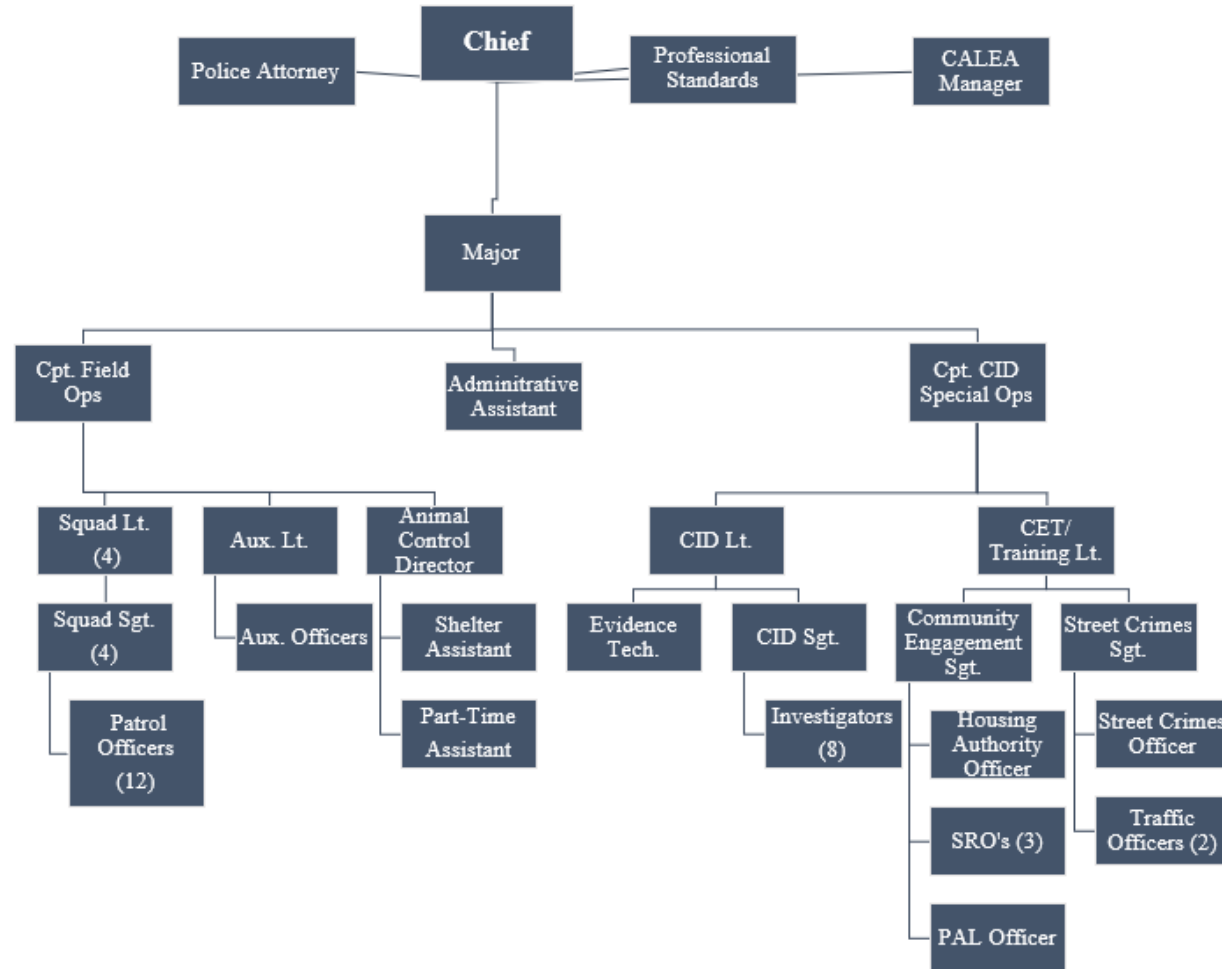 Chief
Police Attorney
Professional
Standards
CALEA
Manager
Major
Cpt. Field
Ops
Adminitrative
Assistant
Cpt. CID
Special Ops
Squad Lt.
(4)
Aux. Lt.
Animal
Control
Director
CID Lt.
CET/
Training Lt.
Squad Sgt.
(4)
Aux. Officers
Shelter
Assistant
Evidence
Tech.
CID Sgt.
Community
Engagement
Sgt.
Street Crimes
Sgt.
Patrol
Officers
(12)
Part-Time
Assistant
Investigators
(8)
Housing
Authority
Officer
Street Crimes
Officer
SRO's (3)
Traffic
Officers (2)
PAL Officer